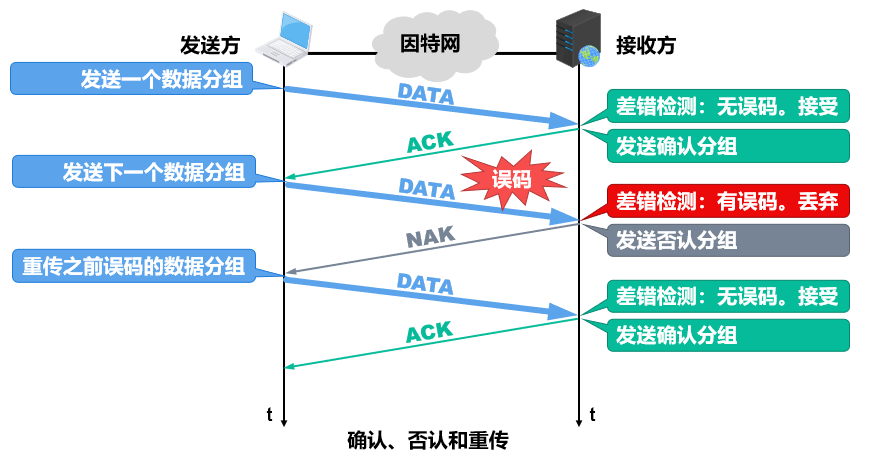 发送方
因特网
接收方
发送一个数据分组
DATA
差错检测：无误码。接受
ACK
发送确认分组
发送下一个数据分组
DATA
误码
差错检测：有误码。丢弃
NAK
发送否认分组
重传之前误码的数据分组
DATA
差错检测：无误码。接受
ACK
发送确认分组
t
t
确认、否认和重传